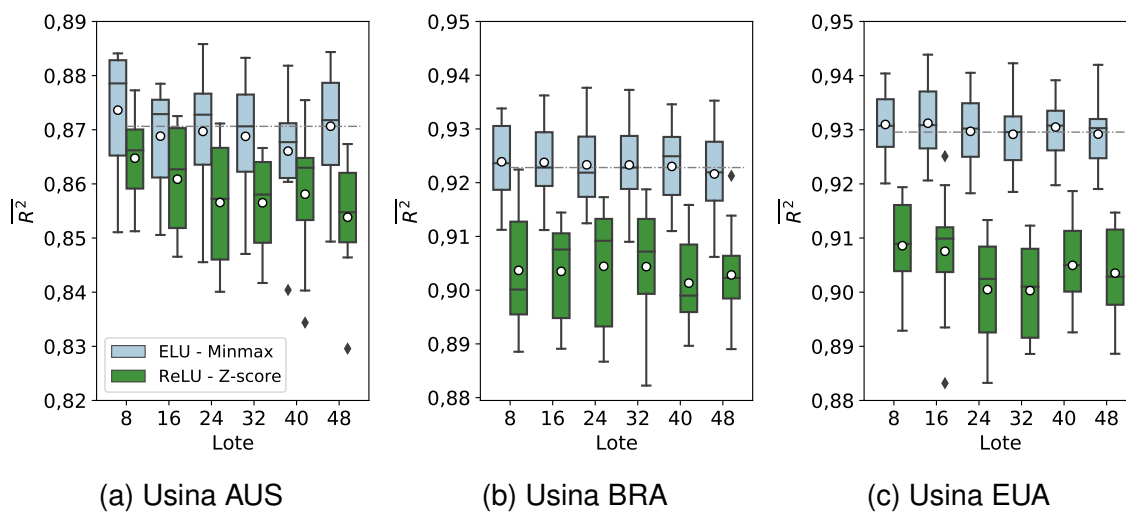 0,89
0,88
0,87
0,86
0,85
0,84
0,83
0,82
R²
8 16 24 32 40 48
Lote
ELU - Minmax
ReLU - Z-score
(a) Usina AUS
0,95
0,94
0,93
0,92
0,91
0,90
0,89
0,88
R²
8 16 24 32 40 48
Lote
(b) Usina BRA
0,95
0,94
0,93
0,92
0,91
0,90
0,89
0,88
R²
8 16 24 32 40 48
Lote
(c) Usina EUA